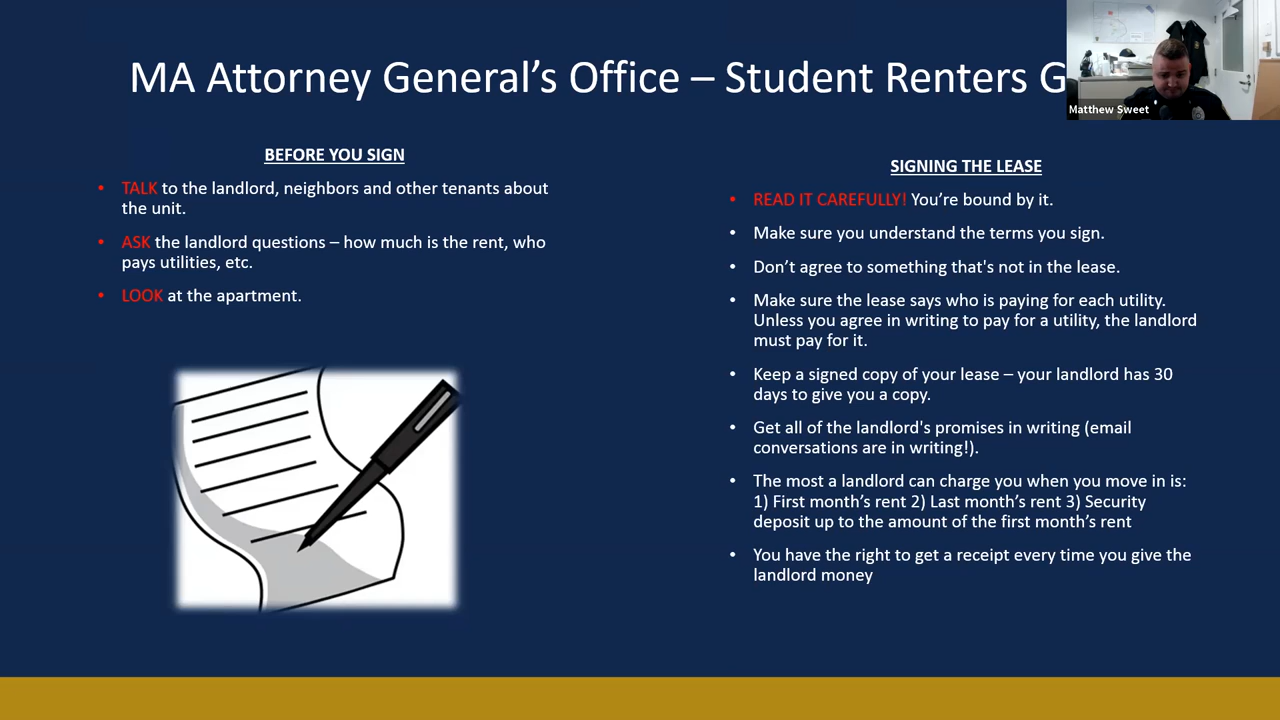 MA Attorney General’s Office – Student Renters G
Matthew Sweet
BEFORE YOU SIGN
• TALK to the landlord, neighbors and other tenants about
the unit.
• ASK the landlord questions – how much is the rent, who
pays utilities, etc.
• LOOK at the apartment.
SIGNING THE LEASE
• READ IT CAREFULLY! You’re bound by it.
• Make sure you understand the terms you sign.
• Don’t agree to something that's not in the lease.
• Make sure the lease says who is paying for each utility.
Unless you agree in writing to pay for a utility, the landlord
must pay for it.
• Keep a signed copy of your lease – your landlord has 30
days to give you a copy.
• Get all of the landlord's promises in writing (email
conversations are in writing!).
• The most a landlord can charge you when you move in is:
1) First month’s rent 2) Last month’s rent 3) Security
deposit up to the amount of the first month’s rent
• You have the right to get a receipt every time you give the
landlord money